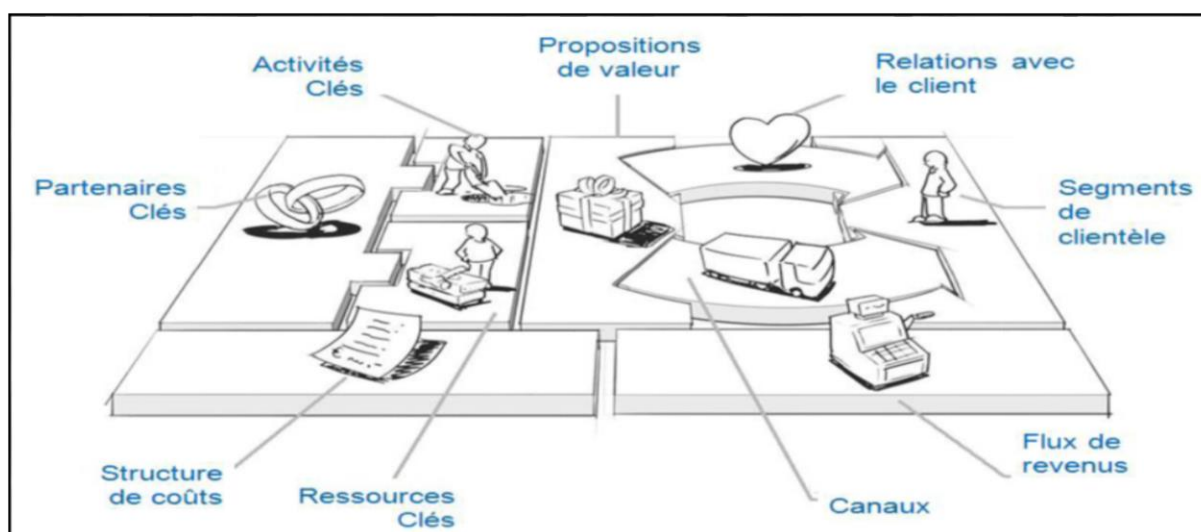 Propositions
de valeur
Activités
Clés
Relations avec
le client
Partenaires
Clés
Segments
de
clientèle
Structure
de coûts
Ressources
Clés
Canaux
Flux de
revenus